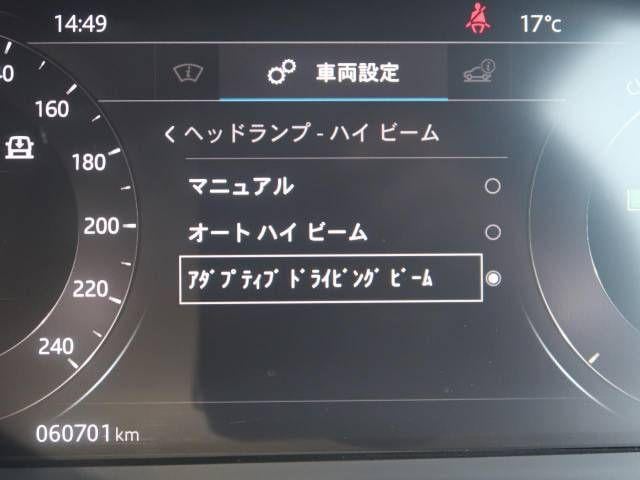 14:49
17°c
車両設定
160
180
200
220
240
ヘッドランプ - ハイ ビーム
マニュアル
オート ハイ ビーム
ｱﾀﾞﾌﾟﾃｨﾌﾞ ﾄﾞﾗｲﾋﾞﾝｸﾞ ﾋﾞｰﾑ
060701 km